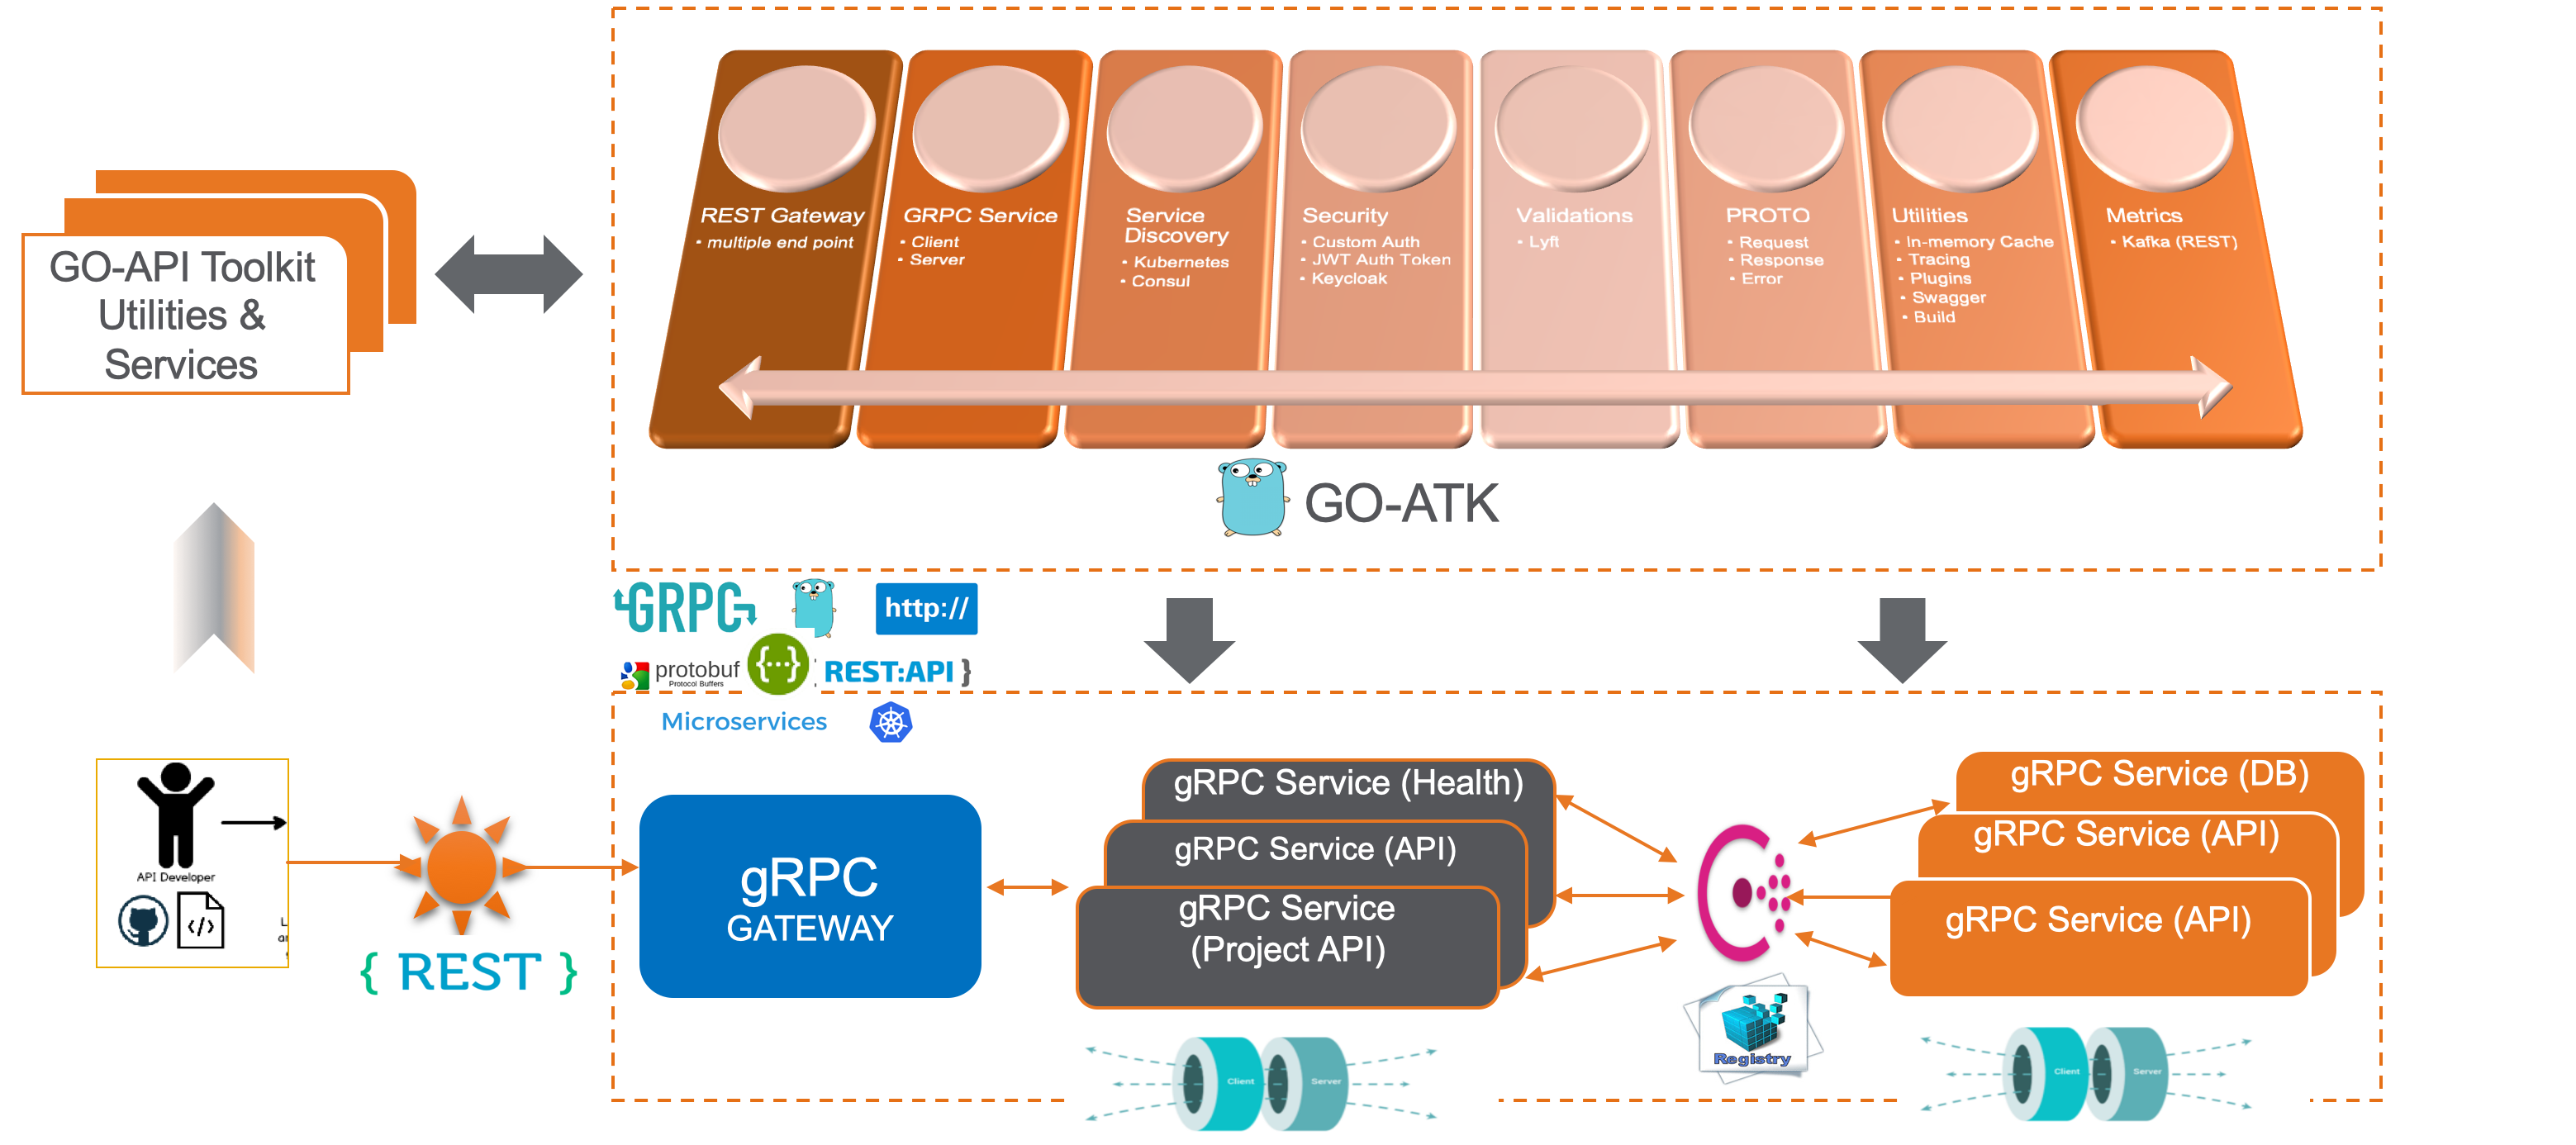 GO-API Toolkit
Utilities &
Services
REST Gateway
• multiple end point
GRPC Service
• Client
• Server
Service
Discovery
• Kubernetes
• Consul
Security
• Custom Auth
• JWT Auth Token
• Keycloak
Validations
• Lyft
PROTO
• Request
• Response
• Error
Utilities
• In-memory Cache
• Tracing
• Plugins
• Swagger
• Build
Metrics
• Kafka (REST)
GO-ATK
GRPC
http://
protobuf
Protocol Buffers
{···}
REST:API }
Microservices
API Developer
</>
{ REST }
gRPC
GATEWAY
gRPC Service (Health)
gRPC Service (API)
gRPC Service
(Project API)
Registry
gRPC Service (DB)
gRPC Service (API)
gRPC Service (API)
Client
Server
Client
Server